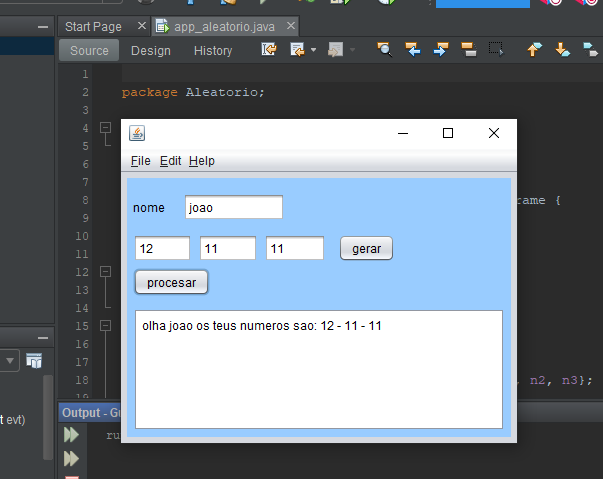 Start Page
app_aleatorio.java
Source Design History
1
2 package Aleatorio;
3
4
5
6
7
8 rame {
9
10
11
12
13
14
15
16
17
18 , n2, n3};
19
File Edit Help
nome joao
12 11 11 gerar
procesar
olha joao os teus numeros sao: 12 - 11 - 11
t evt)
Output - G
ru